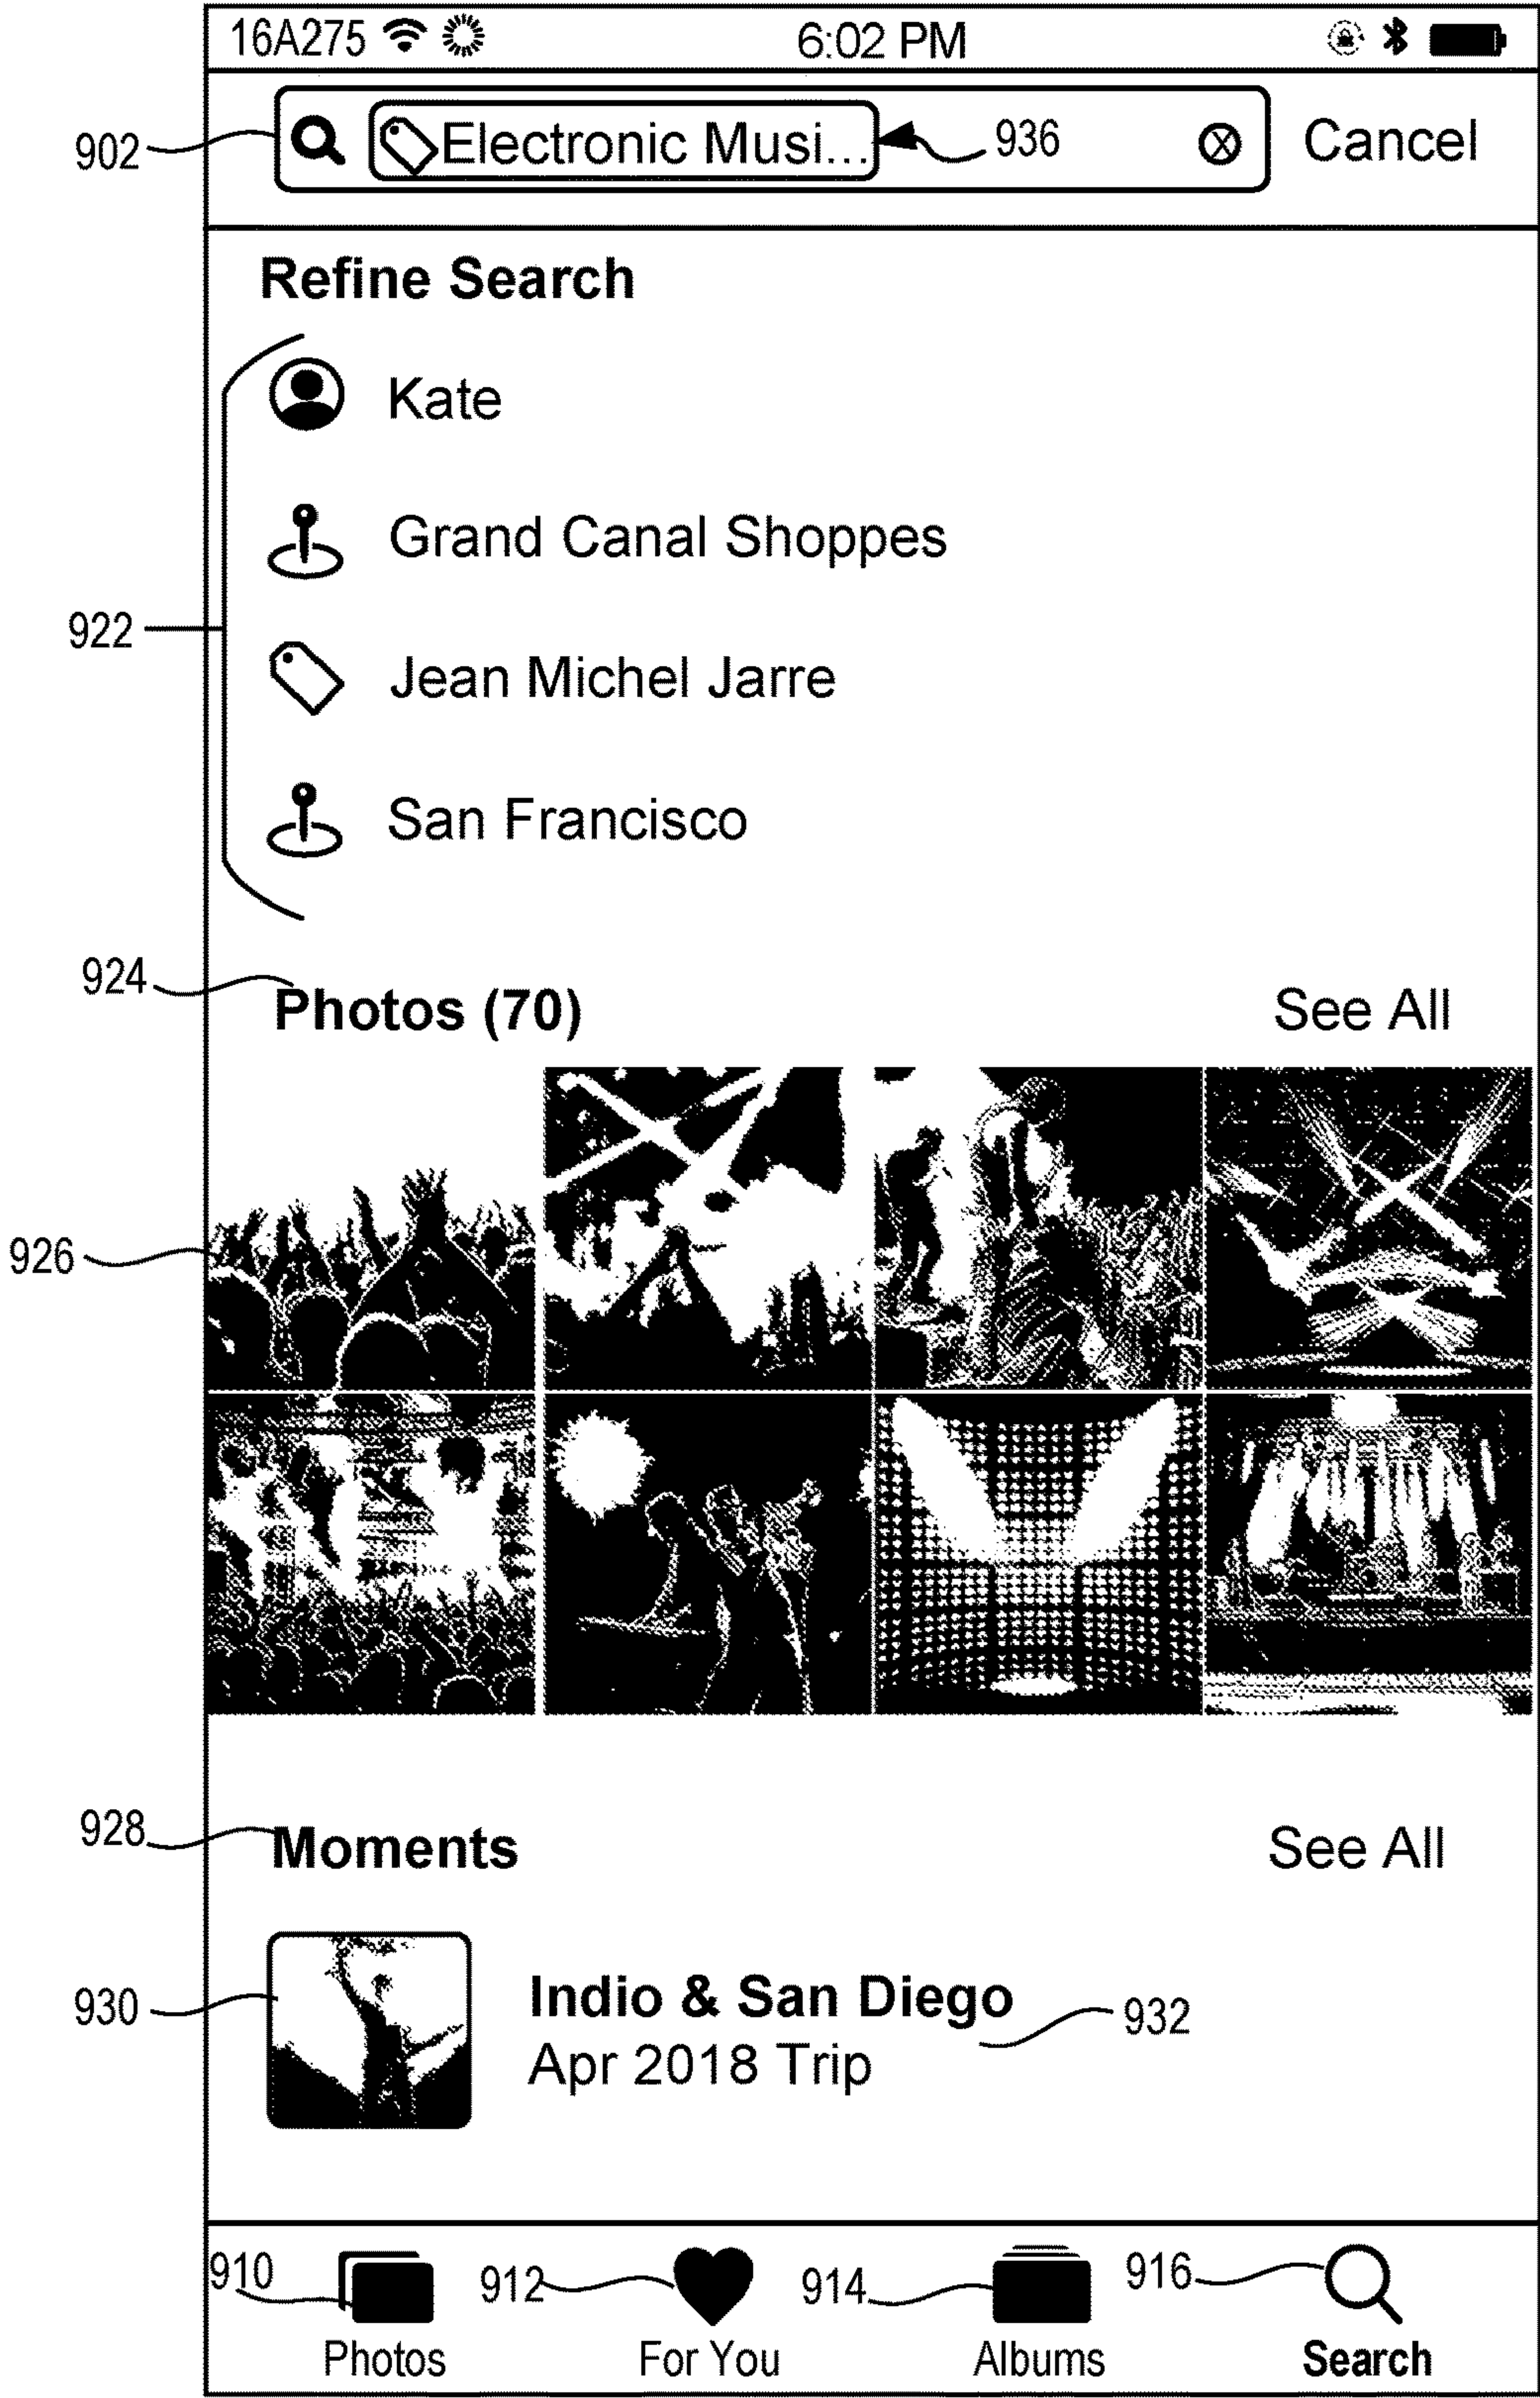 16A275 6:02 PM
902 Electronic Musi... 936 Cancel
Refine Search
Kate
Grand Canal Shoppes
922
Jean Michel Jarre
San Francisco
924
Photos (70) See All
926
928 Moments See All
930 Indio & San Diego 932
Apr 2018 Trip
910 912 914 916
Photos For You Albums Search